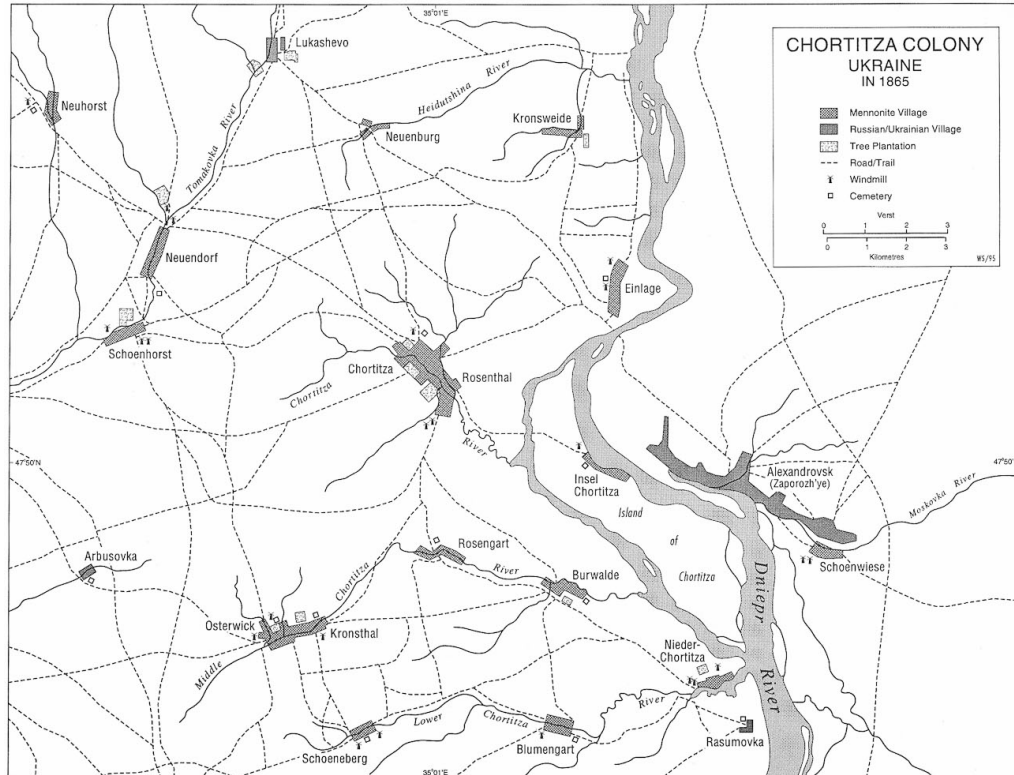 CHORTITZA COLONY
UKRAINE
IN 1865
Mennonite Village
Russian/Ukrainian Village
Tree Plantation
Road/Trail
Windmill
Cemetery
Verst
0 1 2 3
0 1 2 3
Kilometres
WS/95
35°01'E
Lukashevo
Neuhorst
Tomakovka River
Heidutshina River
Neuenburg
Kronsweide
Neuendorf
Einlage
Schoenhorst
Chortitza
Rosenthal
Chortitza River
47°50'N
47°50'
Insel
Chortitza
Island
of
Chortitza
Alexandrovsk
(Zaporozh'ye)
Moskovka River
Schoenwiese
Arbusovka
Rosengart
Middle Chortitza River
Burwalde
Osterwick
Kronsthal
Dniepr River
Nieder-
Chortitza
Lower Chortitza River
Schoeneberg
Blumengart
Rasumovka
35°01'E